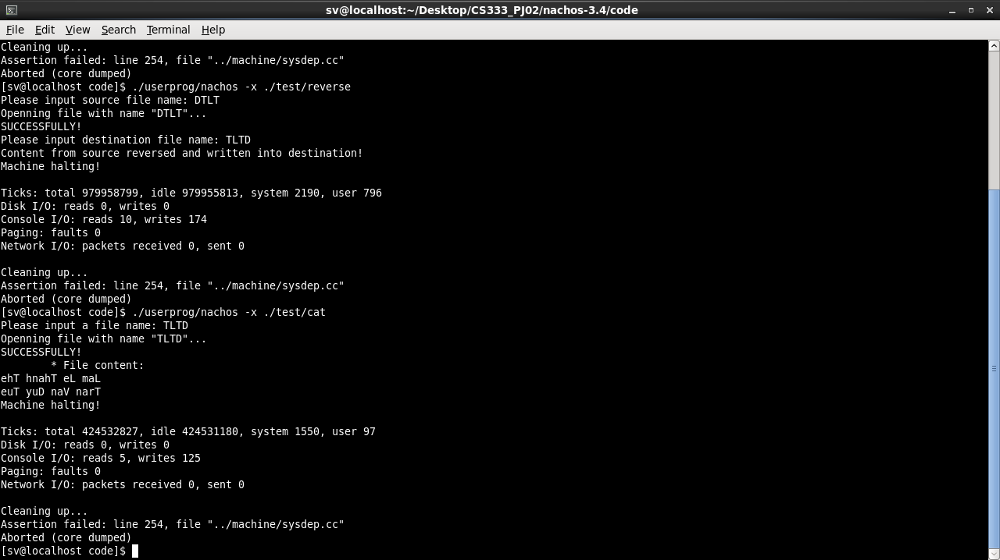 sv@localhost:~/Desktop/CS333_PJ02/nachos-3.4/code
File Edit View Search Terminal Help
Cleaning up...
Assertion failed: line 254, file "../machine/sysdep.cc"
Aborted (core dumped)
[sv@localhost code]$ ./userprog/nachos -x ./test/reverse
Please input source file name: DTLT
Openning file with name "DTLT"...
SUCCESSFULLY!
Please input destination file name: TLTD
Content from source reversed and written into destination!
Machine halting!

Ticks: total 979958799, idle 979955813, system 2190, user 796
Disk I/O: reads 0, writes 0
Console I/O: reads 10, writes 174
Paging: faults 0
Network I/O: packets received 0, sent 0

Cleaning up...
Assertion failed: line 254, file "../machine/sysdep.cc"
Aborted (core dumped)
[sv@localhost code]$ ./userprog/nachos -x ./test/cat
Please input a file name: TLTD
Openning file with name "TLTD"...
SUCCESSFULLY!
        * File content:
ehT hnahT eL maL
euT yuD naV narT
Machine halting!

Ticks: total 424532827, idle 424531180, system 1550, user 97
Disk I/O: reads 0, writes 0
Console I/O: reads 5, writes 125
Paging: faults 0
Network I/O: packets received 0, sent 0

Cleaning up...
Assertion failed: line 254, file "../machine/sysdep.cc"
Aborted (core dumped)
[sv@localhost code]$